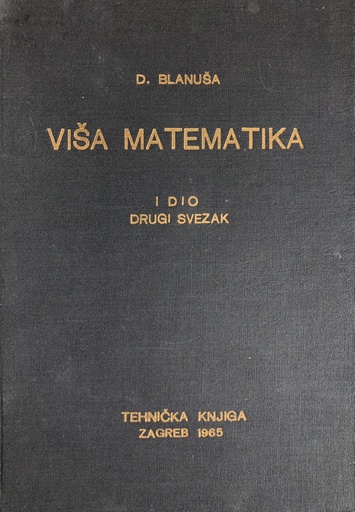 D. BLANUŠA
VIŠA MATEMATIKA
I DIO
DRUGI SVEZAK
TEHNIČKA KNJIGA
ZAGREB 1965